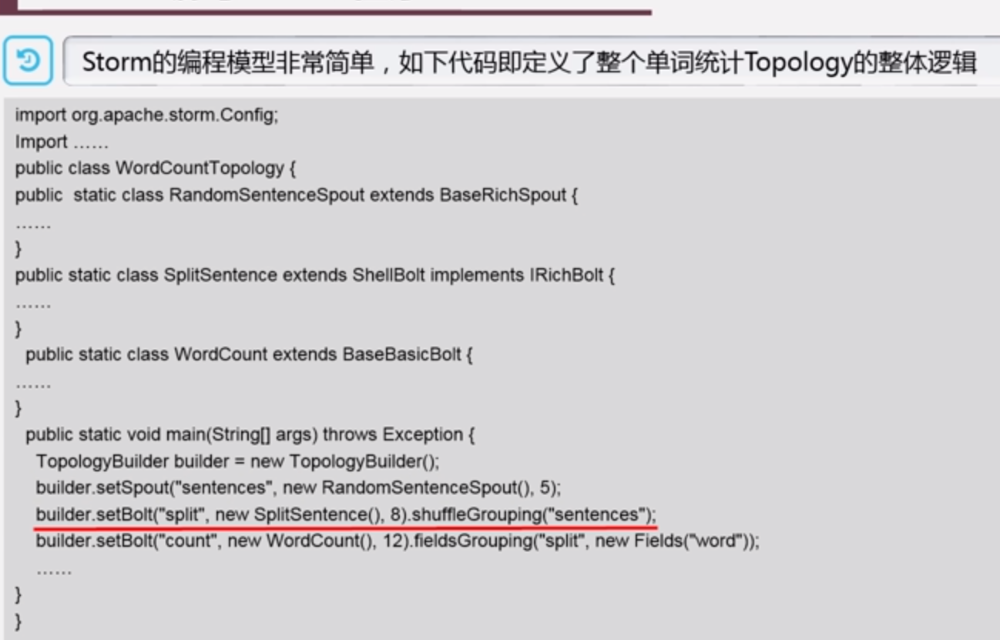 Storm的编程模型非常简单，如下代码即定义了整个单词统计Topology的整体逻辑
import org.apache.storm.Config;
Import ……
public class WordCountTopology {
public  static class RandomSentenceSpout extends BaseRichSpout {
……
}
public static class SplitSentence extends ShellBolt implements IRichBolt {
……
}
public static class WordCount extends BaseBasicBolt {
……
}
public static void main(String[] args) throws Exception {
TopologyBuilder builder = new TopologyBuilder();
builder.setSpout("sentences", new RandomSentenceSpout(), 5);
builder.setBolt("split", new SplitSentence(), 8).shuffleGrouping("sentences");
builder.setBolt("count", new WordCount(), 12).fieldsGrouping("split", new Fields("word"));
……
}
}